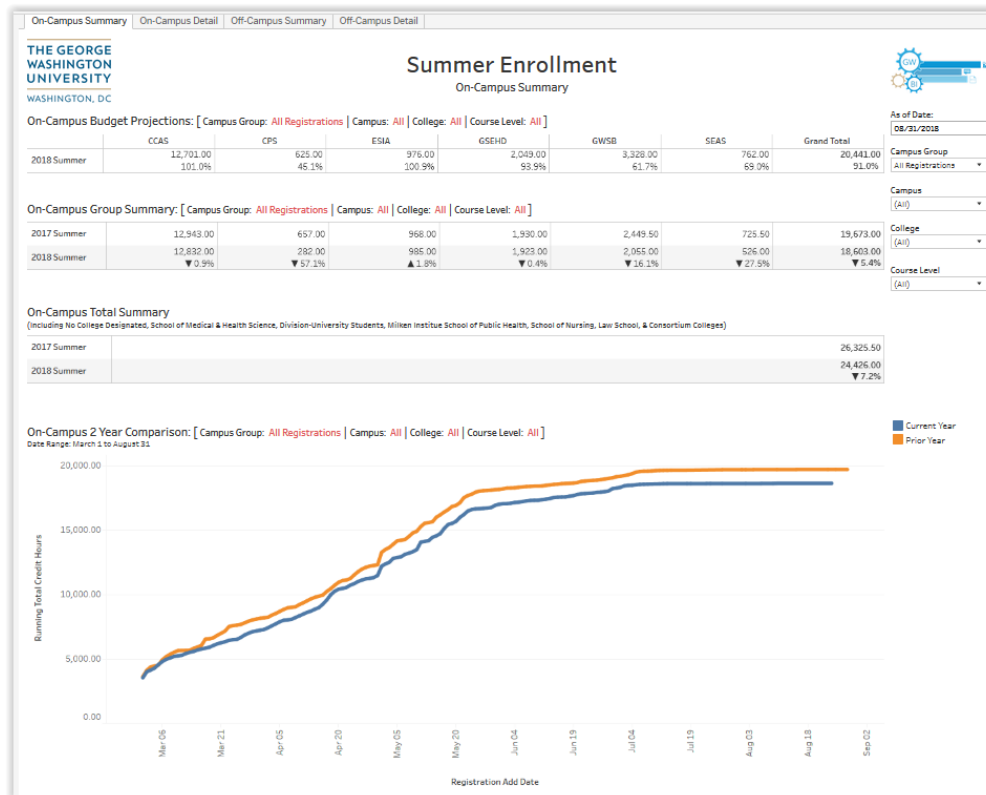 On-Campus Summary On-Campus Detail Off-Campus Summary Off-Campus Detail
THE GEORGE
WASHINGTON
UNIVERSITY
WASHINGTON, DC
Summer Enrollment
On-Campus Summary
GW
BI
As of Date:
08/31/2018
Campus Group
All Registrations
Campus
(All)
College
(All)
Course Level
(All)
On-Campus Budget Projections: [ Campus Group: All Registrations | Campus: All | College: All | Course Level: All ]
CCAS CPS ESIA GSEHD GWSB SEAS Grand Total
2018 Summer 12,701.00 625.00 976.00 2,049.00 3,328.00 762.00 20,441.00
101.0% 45.1% 100.9% 93.9% 61.7% 69.0% 91.0%
On-Campus Group Summary: [ Campus Group: All Registrations | Campus: All | College: All | Course Level: All ]
2017 Summer 12,943.00 657.00 968.00 1,930.00 2,449.50 725.50 19,673.00
2018 Summer 12,832.00 282.00 985.00 1,923.00 2,055.00 526.00 18,603.00
▼0.9% ▼57.1% ▲1.8% ▼0.4% ▼16.1% ▼27.5% ▼5.4%
On-Campus Total Summary
(Including No College Designated, School of Medical & Health Science, Division-University Students, Milken Institue School of Public Health, School of Nursing, Law School, & Consortium Colleges)
2017 Summer 26,325.50
2018 Summer 24,426.00
▼7.2%
On-Campus 2 Year Comparison: [ Campus Group: All Registrations | Campus: All | College: All | Course Level: All ]
Date Range: March 1 to August 31
Current Year
Prior Year
20,000.00
15,000.00
10,000.00
5,000.00
0.00
Running Total Credit Hours
Mar 06 Mar 21 Apr 05 Apr 20 May 05 May 20 Jun 04 Jun 19 Jul 04 Jul 19 Aug 03 Aug 18 Sep 02
Registration Add Date